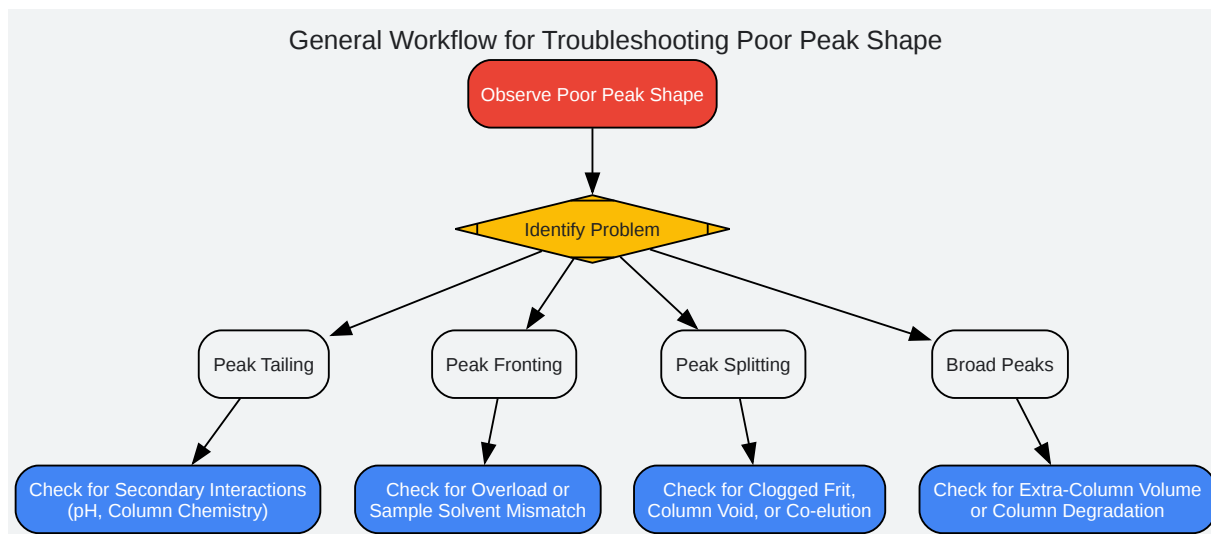 General Workflow for Troubleshooting Poor Peak Shape
Observe Poor Peak Shape
Identify Problem
Peak Tailing
Peak Fronting
Peak Splitting
Broad Peaks
Check for Secondary Interactions
(pH, Column Chemistry)
Check for Overload or
Sample Solvent Mismatch
Check for Clogged Frit,
Column Void, or Co-elution
Check for Extra-Column Volume
or Column Degradation